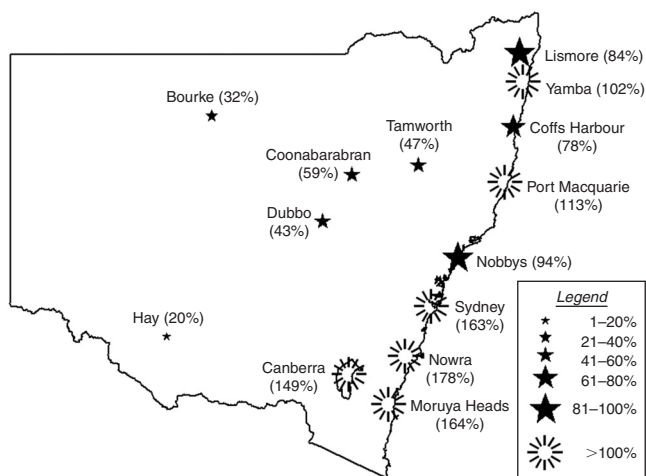 Lismore (84%)
Yamba (102%)
Bourke (32%)
Tamworth
(47%)
Coffs Harbour
(78%)
Coonabarabran
(59%)
Port Macquarie
(113%)
Dubbo
(43%)
Nobbys (94%)
Hay (20%)
Sydney
(163%)
Nowra
(178%)
Canberra
(149%)
Moruya Heads
(164%)
Legend
1–20%
21–40%
41–60%
61–80%
81–100%
>100%